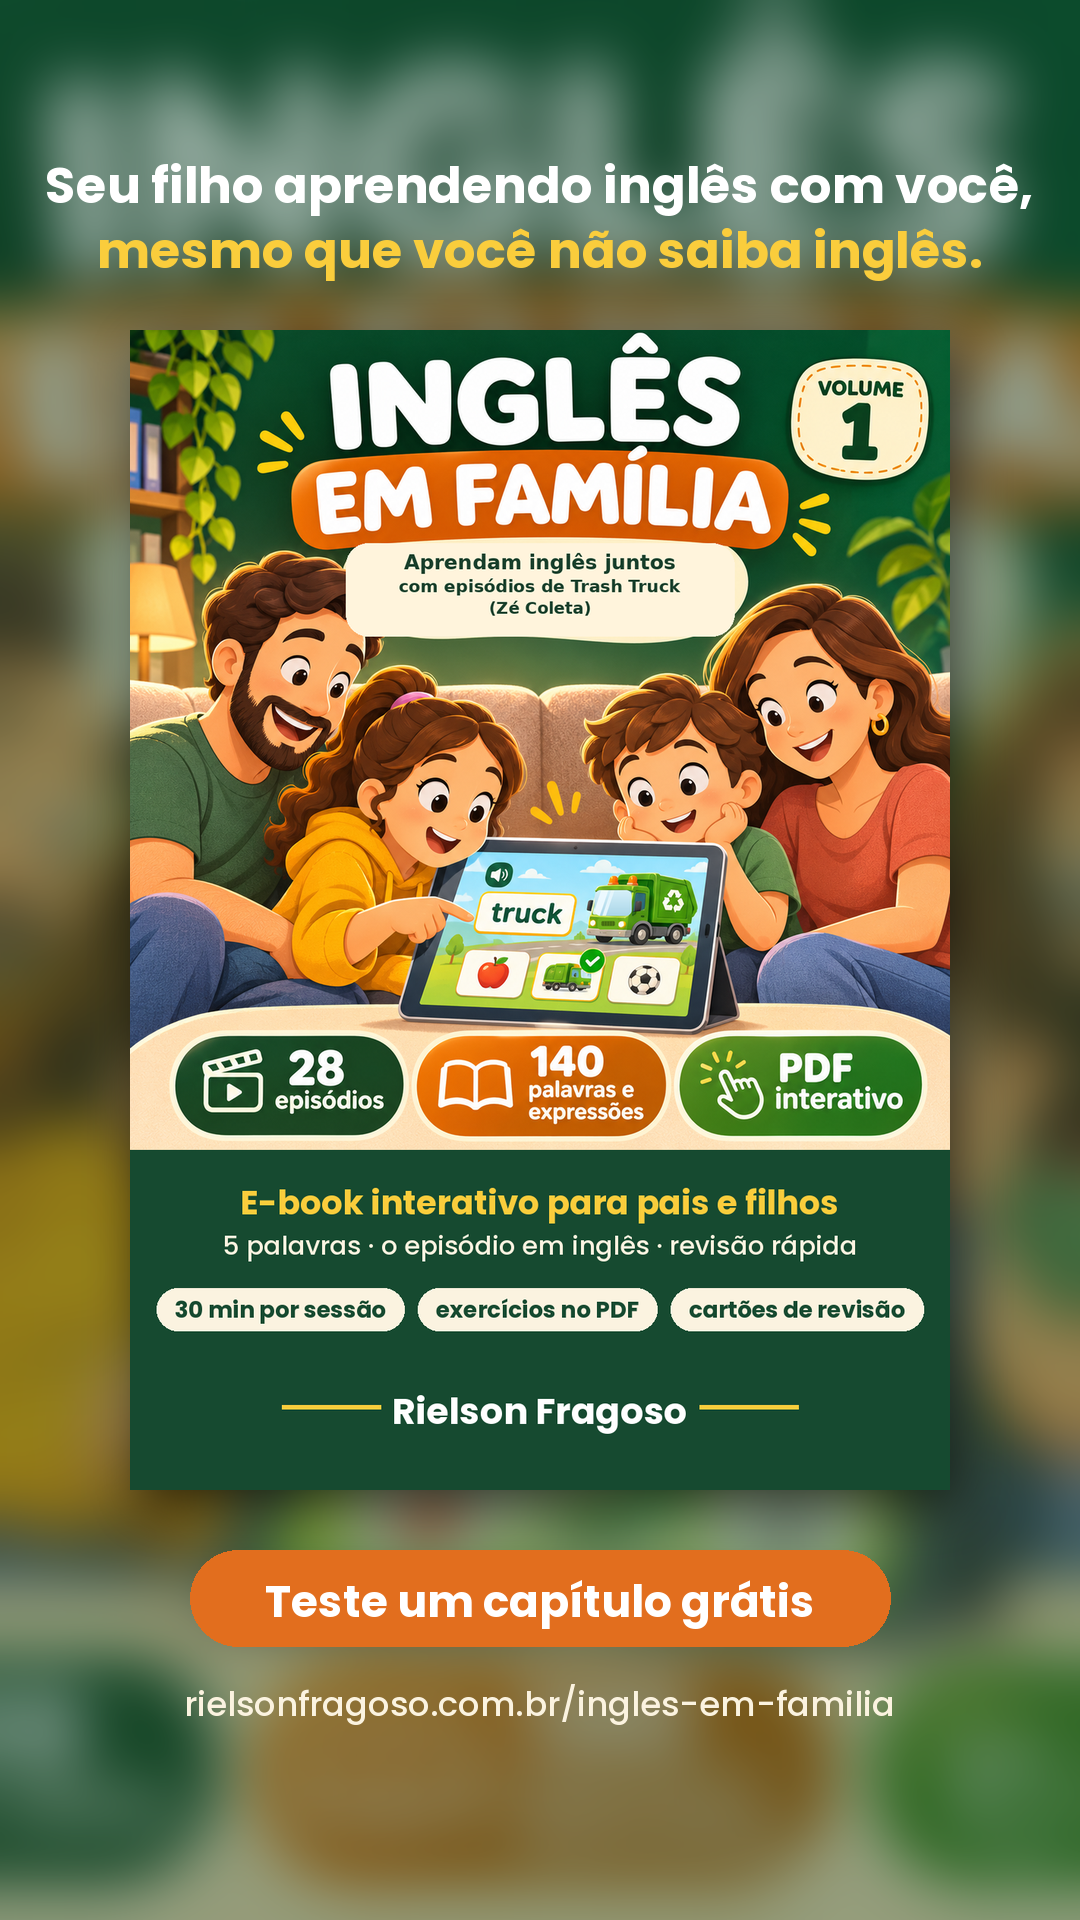 Seu filho aprendendo inglês com você,
mesmo que você não saiba inglês.
INGLÊS
EM FAMÍLIA
VOLUME
1
Aprendam inglês juntos
com episódios de Trash Truck
(Zé Coleta)
truck
28
episódios
140
palavras e
expressões
PDF
interativo
E-book interativo para pais e filhos
5 palavras · o episódio em inglês · revisão rápida
30 min por sessão
exercícios no PDF
cartões de revisão
Rielson Fragoso
Teste um capítulo grátis
rielsonfragoso.com.br/ingles-em-familia